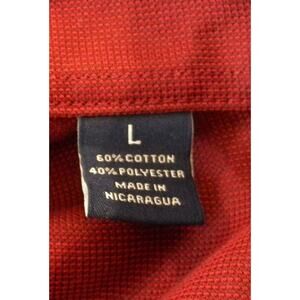 L
60% COTTON
40% POLYESTER
MADE IN
NICARAGUA